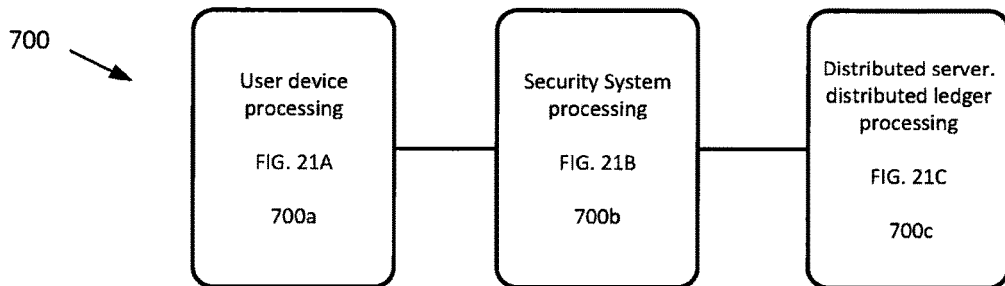 700
User device
processing
FIG. 21A
700a
Security System
processing
FIG. 21B
700b
Distributed server.
distributed ledger
processing
FIG. 21C
700c